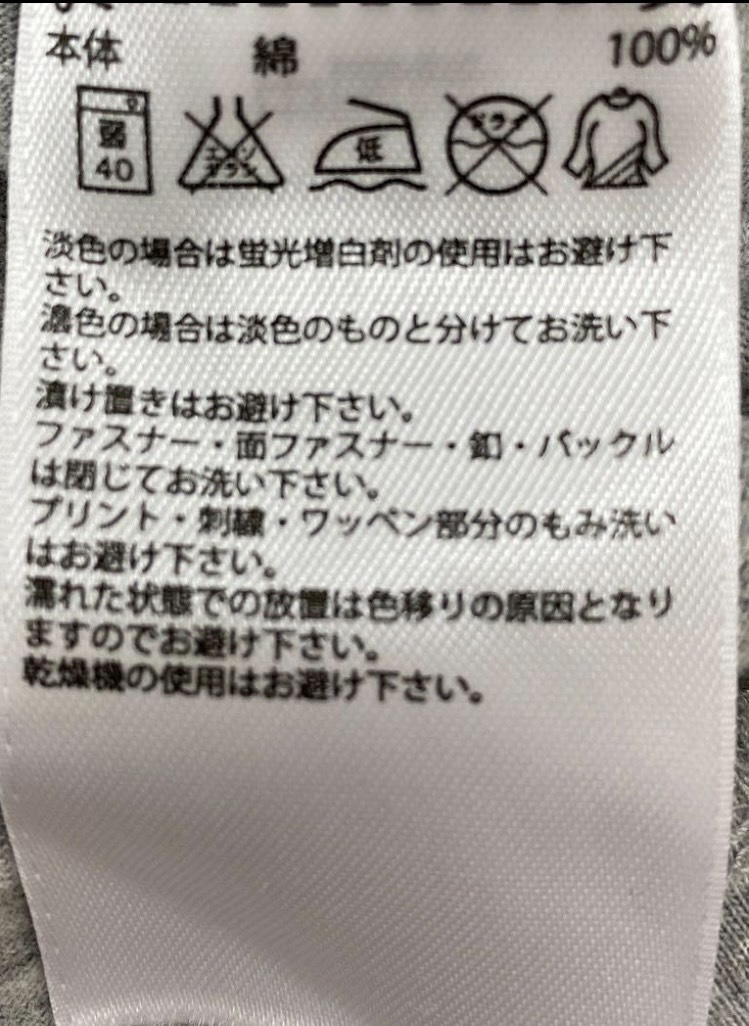 本体 綿 100%
弱 40
エンソ サラシ
低
ドライ
淡色の場合は蛍光増白剤の使用はお避け下
さい。
濃色の場合は淡色のものと分けてお洗い下
さい。
漬け置きはお避け下さい。
ファスナー・面ファスナー・釦・バックル
は閉じてお洗い下さい。
プリント・刺繍・ワッペン部分のもみ洗い
はお避け下さい。
濡れた状態での放置は色移りの原因となり
ますのでお避け下さい。
乾燥機の使用はお避け下さい。